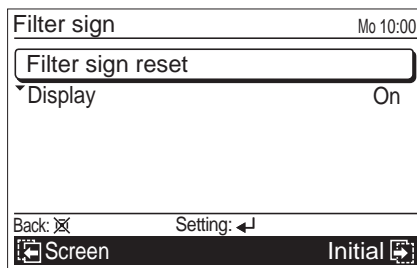 Filter sign Mo 10:00
Filter sign reset
Display On
Back: Setting:
Screen Initial